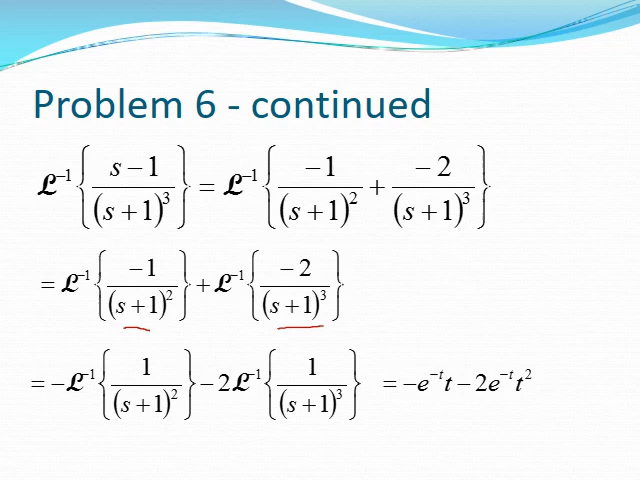 Problem 6 - continued
ℒ⁻¹{(s−1)/(s+1)³} = ℒ⁻¹{−1/(s+1)² + −2/(s+1)³}
= ℒ⁻¹{−1/(s+1)²} + ℒ⁻¹{−2/(s+1)³}
= −ℒ⁻¹{1/(s+1)²} − 2ℒ⁻¹{1/(s+1)³} = −e⁻ᵗt − 2e⁻ᵗt²